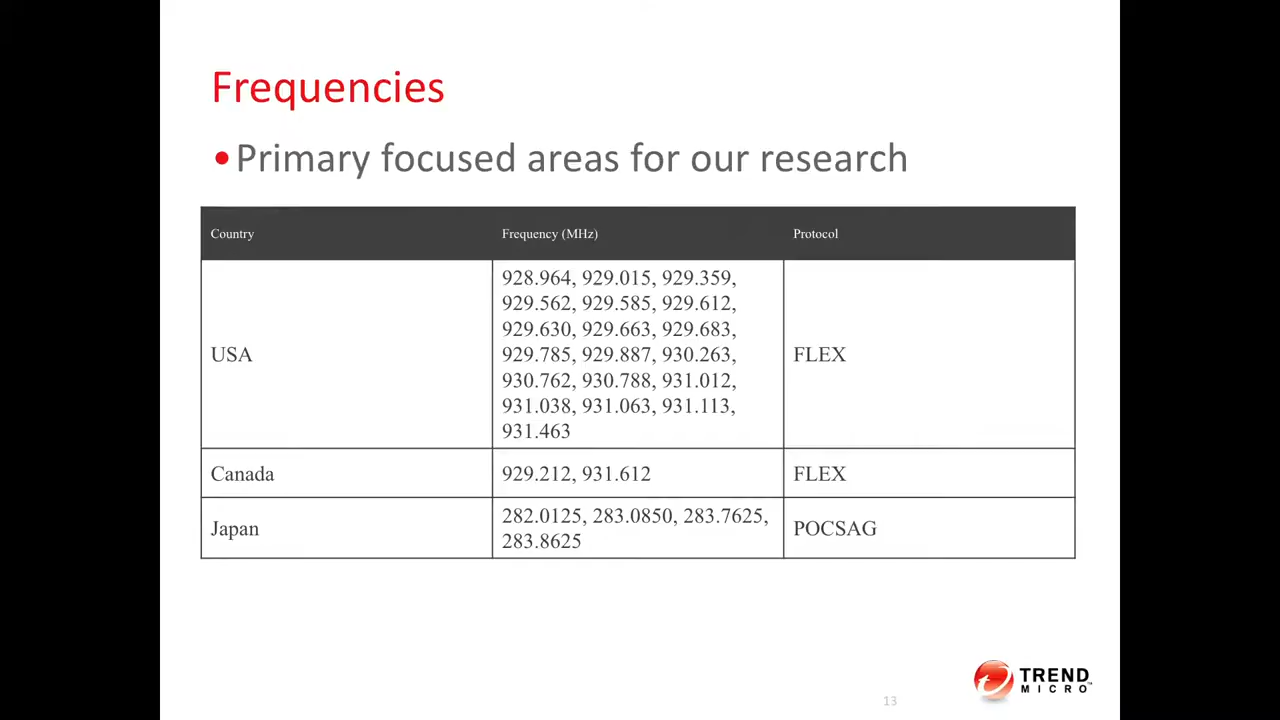 Frequencies
•Primary focused areas for our research
Country Frequency (MHz) Protocol
928.964, 929.015, 929.359,
929.562, 929.585, 929.612,
929.630, 929.663, 929.683,
USA 929.785, 929.887, 930.263, FLEX
930.762, 930.788, 931.012,
931.038, 931.063, 931.113,
931.463
Canada 929.212, 931.612 FLEX
Japan 282.0125, 283.0850, 283.7625, POCSAG
283.8625
13
TREND
MICRO